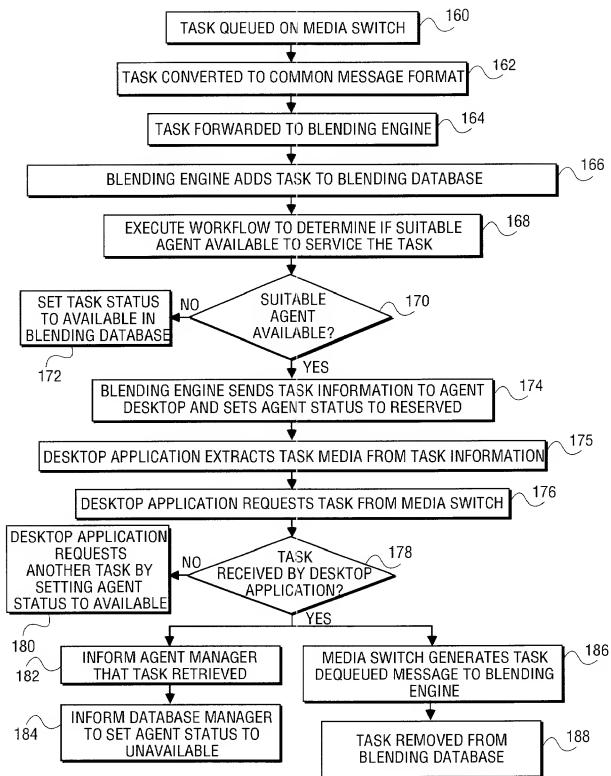 TASK QUEUED ON MEDIA SWITCH
160
TASK CONVERTED TO COMMON MESSAGE FORMAT
162
TASK FORWARDED TO BLENDING ENGINE
164
BLENDING ENGINE ADDS TASK TO BLENDING DATABASE
166
EXECUTE WORKFLOW TO DETERMINE IF SUITABLE
AGENT AVAILABLE TO SERVICE THE TASK
168
SUITABLE
AGENT
AVAILABLE?
170
NO
SET TASK STATUS
TO AVAILABLE IN
BLENDING DATABASE
172
YES
BLENDING ENGINE SENDS TASK INFORMATION TO AGENT
DESKTOP AND SETS AGENT STATUS TO RESERVED
174
DESKTOP APPLICATION EXTRACTS TASK MEDIA FROM TASK INFORMATION
175
DESKTOP APPLICATION REQUESTS TASK FROM MEDIA SWITCH
176
TASK
RECEIVED BY DESKTOP
APPLICATION?
178
NO
DESKTOP APPLICATION
REQUESTS
ANOTHER TASK BY
SETTING AGENT
STATUS TO AVAILABLE
180
YES
INFORM AGENT MANAGER
THAT TASK RETRIEVED
182
INFORM DATABASE MANAGER
TO SET AGENT STATUS TO
UNAVAILABLE
184
MEDIA SWITCH GENERATES TASK
DEQUEUED MESSAGE TO BLENDING
ENGINE
186
TASK REMOVED FROM
BLENDING DATABASE
188